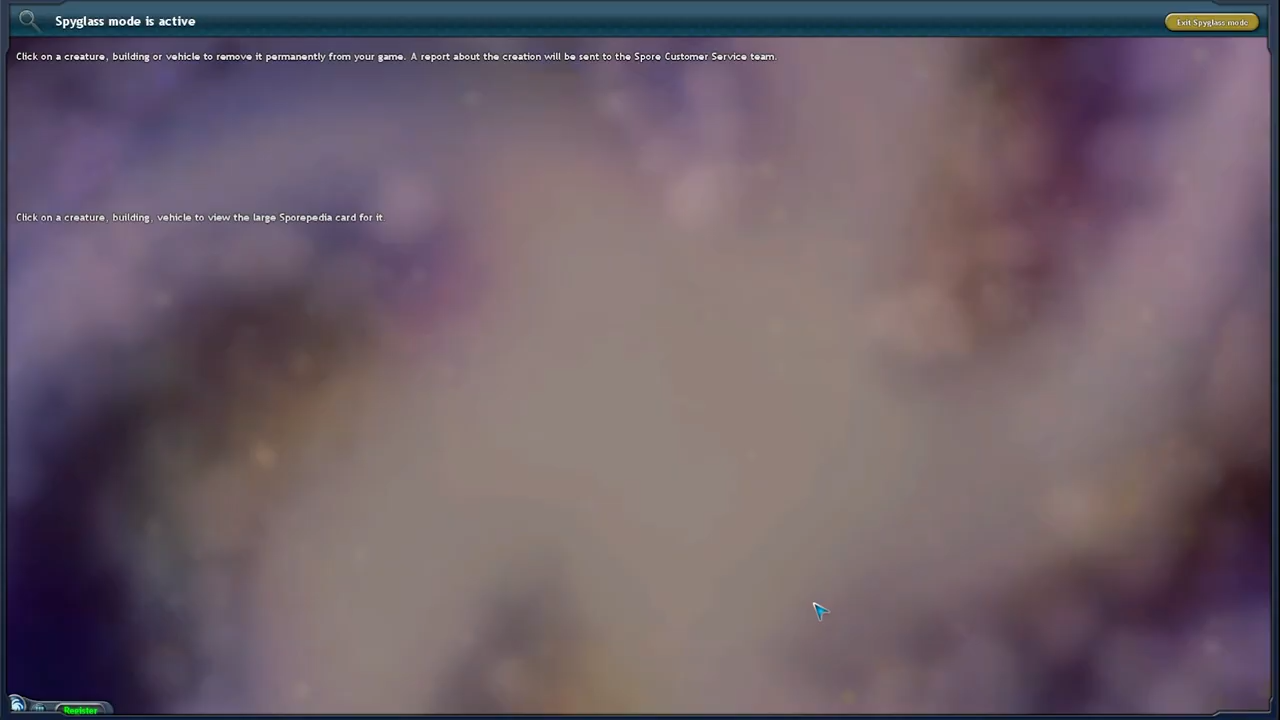 Spyglass mode is active
Exit Spyglass mode
Click on a creature, building or vehicle to remove it permanently from your game. A report about the creation will be sent to the Spore Customer Service team.
Click on a creature, building, vehicle to view the large Sporepedia card for it
Register